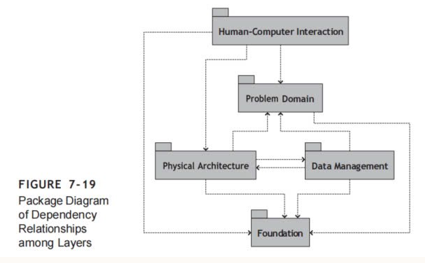 Human-Computer Interaction
Problem Domain
Physical Architecture
Data Management
FIGURE 7-19
Package Diagram
of Dependency
Relationships
among Layers
Foundation